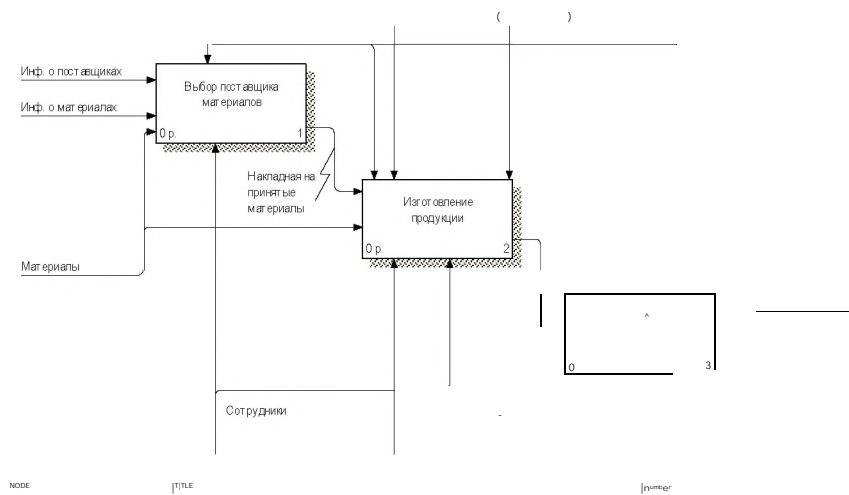 ( )
Инф. о поставщиках
Выбор поставщика
материалов
Инф. о материалах
0 р.
1
Накладная на
принятые
материалы
Изготовление
продукции
0 р.
2
Материалы
^
0
3
Сотрудники
-
NODE
TITLE
number